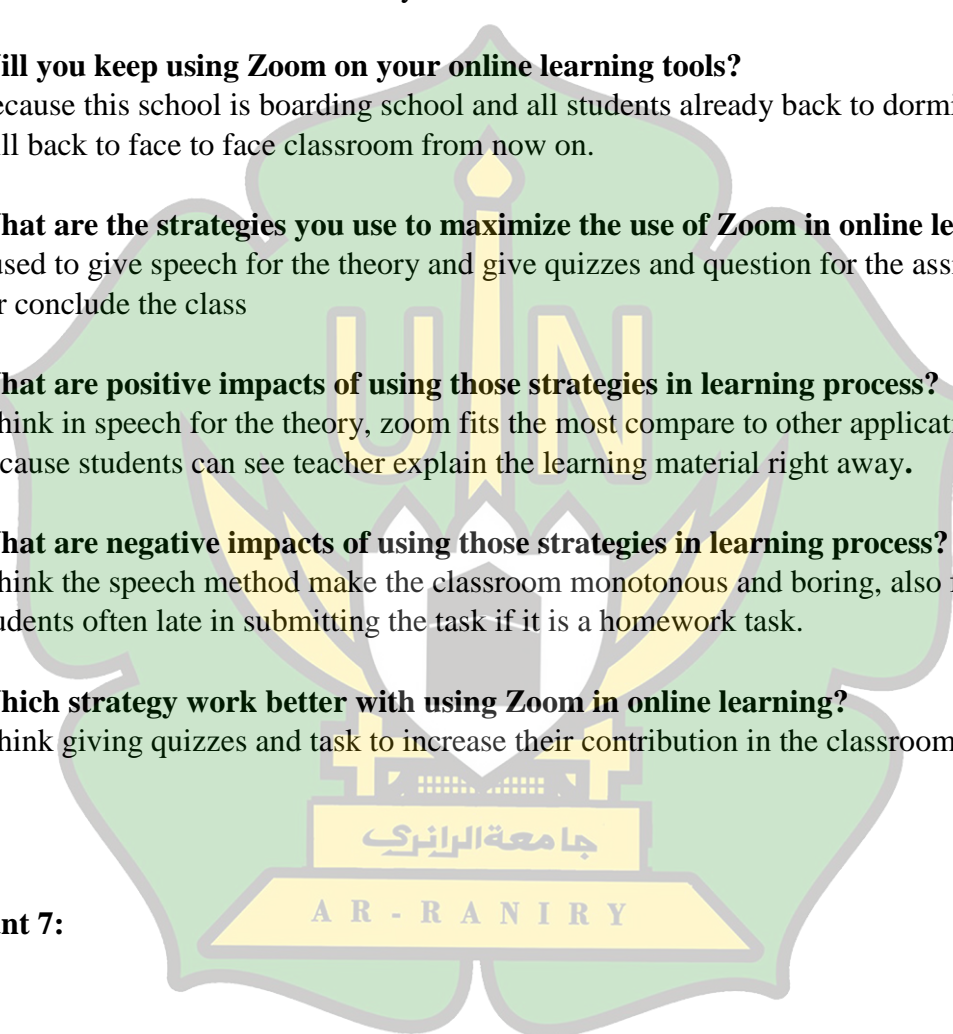 ill you keep using Zoom on your online learning tools?
ecause this school is boarding school and all students already back to dormi
ill back to face to face classroom from now on.
hat are the strategies you use to maximize the use of Zoom in online le
used to give speech for the theory and give quizzes and question for the ass
r conclude the class
hat are positive impacts of using those strategies in learning process?
hink in speech for the theory, zoom fits the most compare to other applicati
cause students can see teacher explain the learning material right away.
hat are negative impacts of using those strategies in learning process?
hink the speech method make the classroom monotonous and boring, also f
udents often late in submitting the task if it is a homework task.
hich strategy work better with using Zoom in online learning?
hink giving quizzes and task to increase their contribution in the classroom
UIN
جامعة الرانري
AR-RANIRY
nt 7: